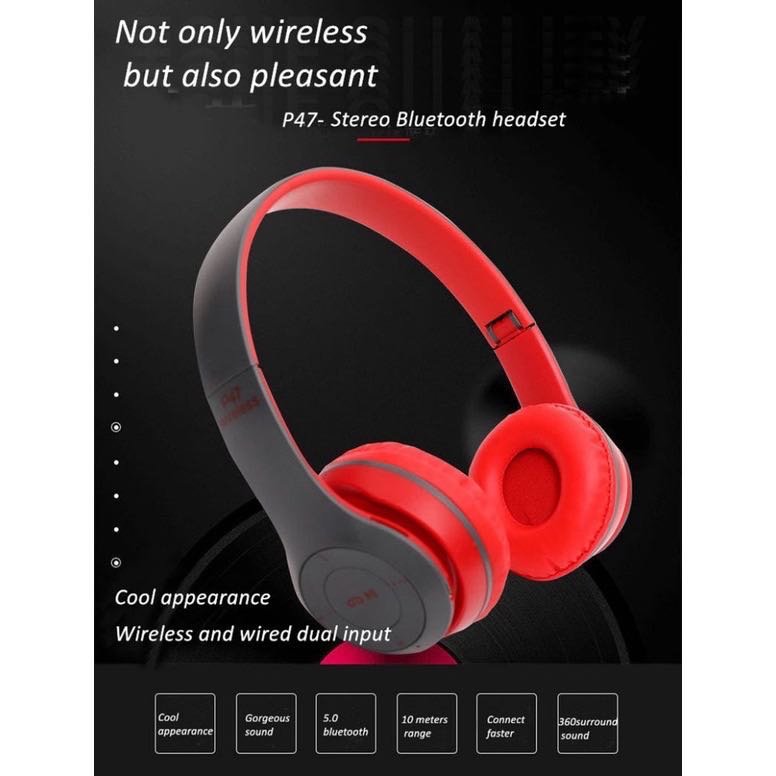 Not only wireless
but also pleasant
P47- Stereo Bluetooth headset
P47
wireless
Cool appearance
Wireless and wired dual input
Cool
appearance
Gorgeous
sound
5.0
bluetooth
10 meters
range
Connect
faster
360surround
sound